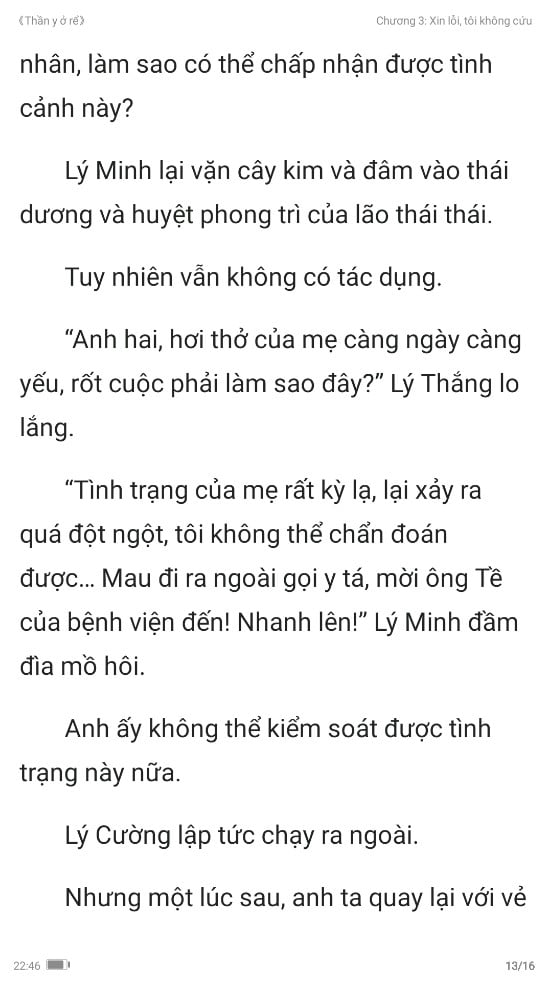 《Thần y ở rể》
Chương 3: Xin lỗi, tôi không cứu
nhân, làm sao có thể chấp nhận được tình
cảnh này?
Lý Minh lại vặn cây kim và đâm vào thái
dương và huyệt phong trì của lão thái thái.
Tuy nhiên vẫn không có tác dụng.
“Anh hai, hơi thở của mẹ càng ngày càng
yếu, rốt cuộc phải làm sao đây?” Lý Thắng lo
lắng.
“Tình trạng của mẹ rất kỳ lạ, lại xảy ra
quá đột ngột, tôi không thể chẩn đoán
được... Mau đi ra ngoài gọi y tá, mời ông Tề
của bệnh viện đến! Nhanh lên!” Lý Minh đầm
đìa mồ hôi.
Anh ấy không thể kiểm soát được tình
trạng này nữa.
Lý Cường lập tức chạy ra ngoài.
Nhưng một lúc sau, anh ta quay lại với vẻ
22:46
13/16